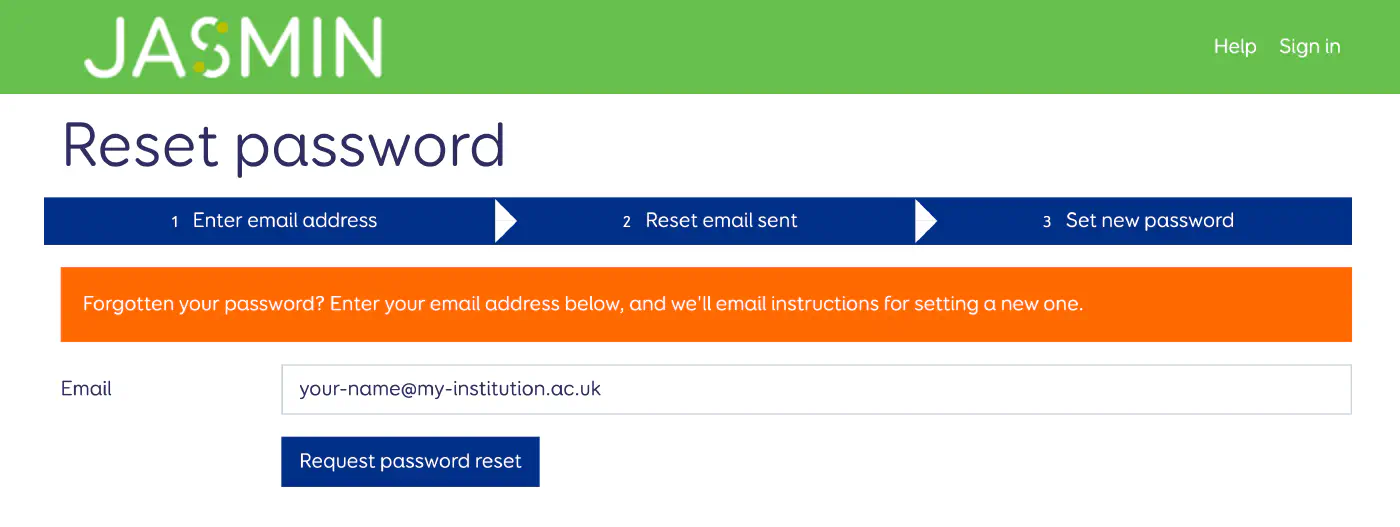 JASMIN
Help Sign in
Reset password
1 Enter email address 2 Reset email sent 3 Set new password
Forgotten your password? Enter your email address below, and we'll email instructions for setting a new one.
Email your-name@my-institution.ac.uk
Request password reset